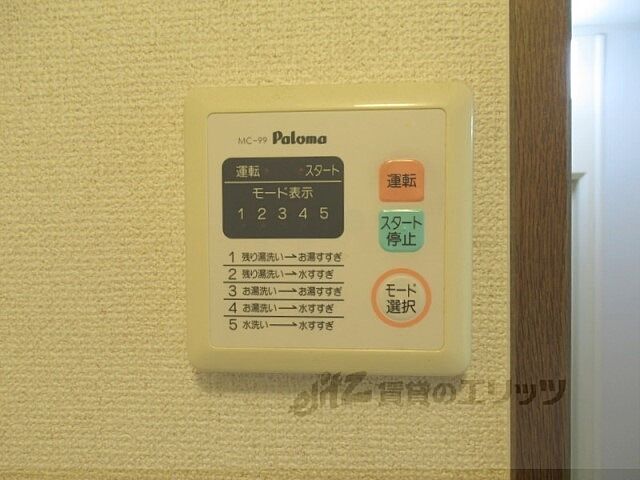 MC-99 Paloma
運転 スタート
モード表示
1 2 3 4 5
1 残り湯洗い→お湯すすぎ
2 残り湯洗い→水すすぎ
3 お湯洗い→お湯すすぎ
4 お湯洗い→水すすぎ
5 水洗い→水すすぎ
運転
スタート
停止
モード
選択
elitz 賃貸のエリッツ